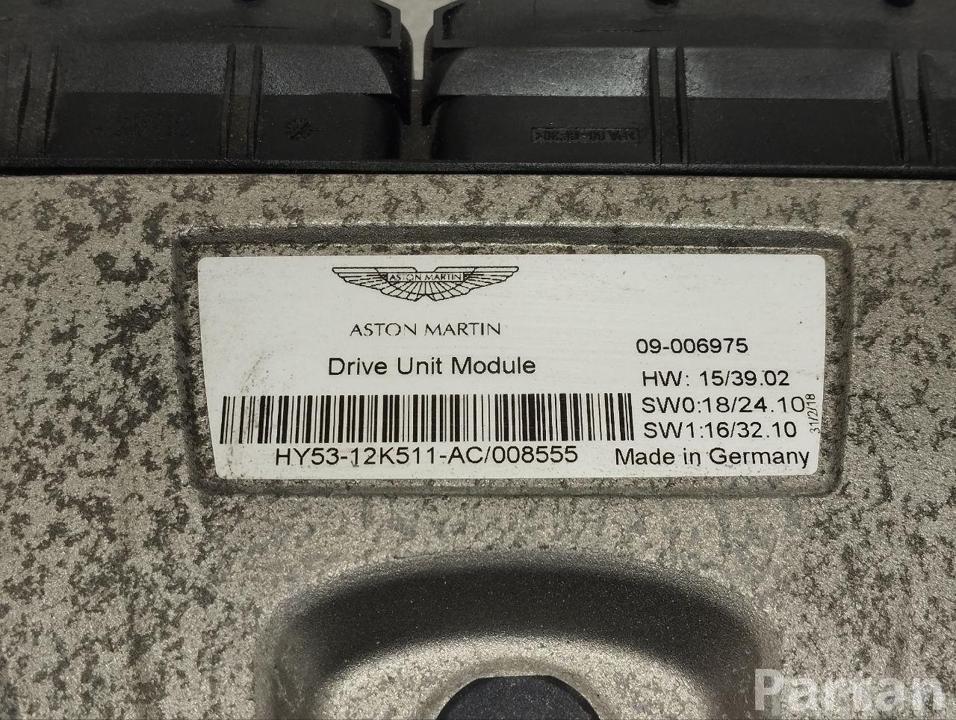 ASTON MARTIN
ASTON MARTIN
Drive Unit Module
09-006975
HW: 15/39.02
SW0:18/24.10
SW1:16/32.10
31/2/18
HY53-12K511-AC/008555
Made in Germany